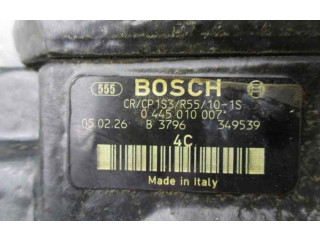 555 BOSCH
CR/CP1S3/R55/10-1S
0 445 010 007
05.02.26 B 3796 349539
4C
Made in Italy